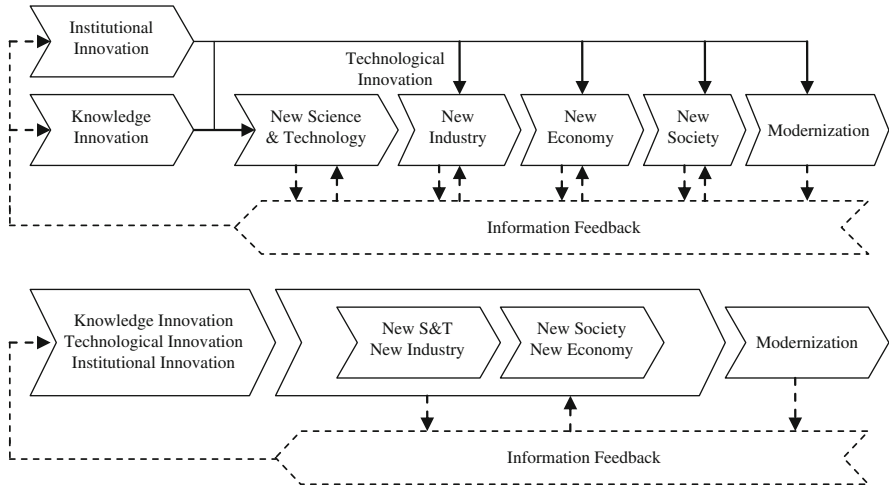 Institutional
Innovation
Technological
Innovation
Knowledge
Innovation
New Science
& Technology
New
Industry
New
Economy
New
Society
Modernization
Information Feedback
Knowledge Innovation
Technological Innovation
Institutional Innovation
New S&T
New Industry
New Society
New Economy
Modernization
Information Feedback